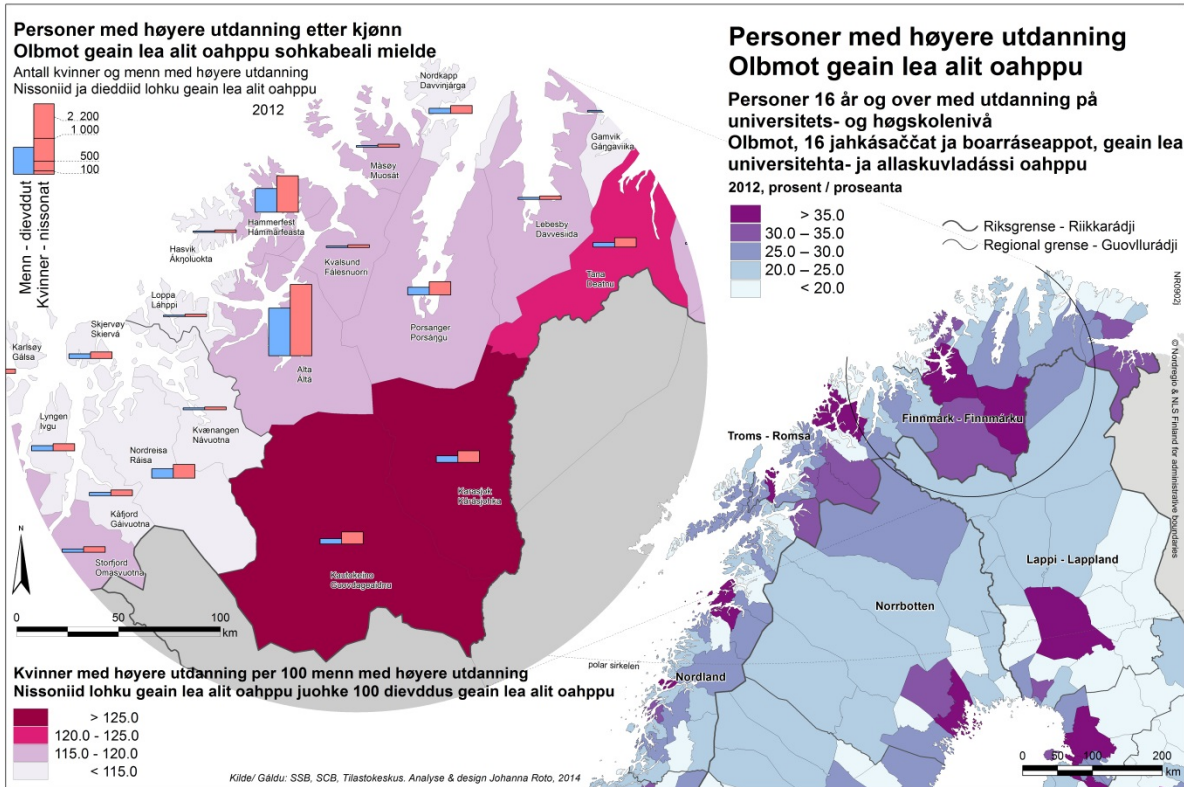 Personer med høyere utdanning etter kjønn
Olbmot geain lea alit oahppu sohkabeali mielde
Antall kvinner og menn med høyere utdanning
Nissoniid ja dieđđiid lohku geain lea alit oahppu
2012
2 200
1 000
500
100
Menn - dievddut
Kvinner - nissonat
Nordkapp
Davvinjárga
Gamvik
Gáŋgaviika
Måsøy
Muosát
Hammerfest
Hámmárfeasta
Lebesby
Davvesiida
Hasvik
Ákŋoluokta
Kvalsund
Fálesnuorri
Tana
Deatnu
Loppa
Láhppi
Porsanger
Porsáŋgu
Skjervøy
Skiervá
Karlsøy
Gálsa
Alta
Áltá
Lyngen
Ivgu
Kvænangen
Návuotna
Nordreisa
Ráisa
Karasjok
Kárásjohka
Kåfjord
Gáivuotna
Storfjord
Omasvuotna
Kautokeino
Guovdageaidnu
N
0 50 100
km
Kvinner med høyere utdanning per 100 menn med høyere utdanning
Nissoniid lohku geain lea alit oahppu juohke 100 dievddus geain lea alit oahppu
> 125.0
120.0 - 125.0
115.0 - 120.0
< 115.0
Kilde/ Gáldu: SSB, SCB, Tilastokeskus. Analyse & design Johanna Roto, 2014
Personer med høyere utdanning
Olbmot geain lea alit oahppu
Personer 16 år og over med utdanning på
universitets- og høgskolenivå
Olbmot, 16 jahkásaččat ja boarráseappot, geain lea
universitehta- ja allaskuvladássi oahppu
2012, prosent / proseanta
> 35.0
30.0 – 35.0
25.0 – 30.0
20.0 – 25.0
< 20.0
Riksgrense - Riikkarádji
Regional grense - Guovllurádji
NR0902j
© Nordregio & NLS Finland for administrative boundaries
Finnmark - Finnmárku
Troms - Romsa
Lappi - Lappland
Norrbotten
polar sirkelen
Nordland
0 50 100 200
km